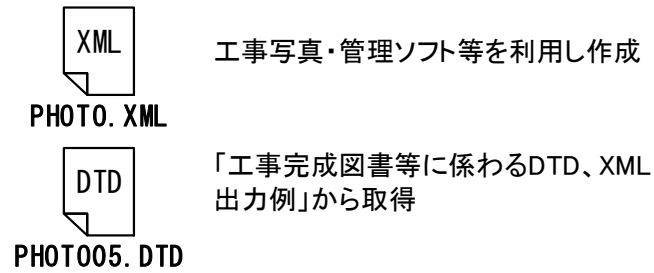 XML
工事写真・管理ソフト等を利用し作成
PHOTO.XML
DTD
「工事完成図書等に係わるDTD、XML
出力例」から取得
PHOTO05.DTD